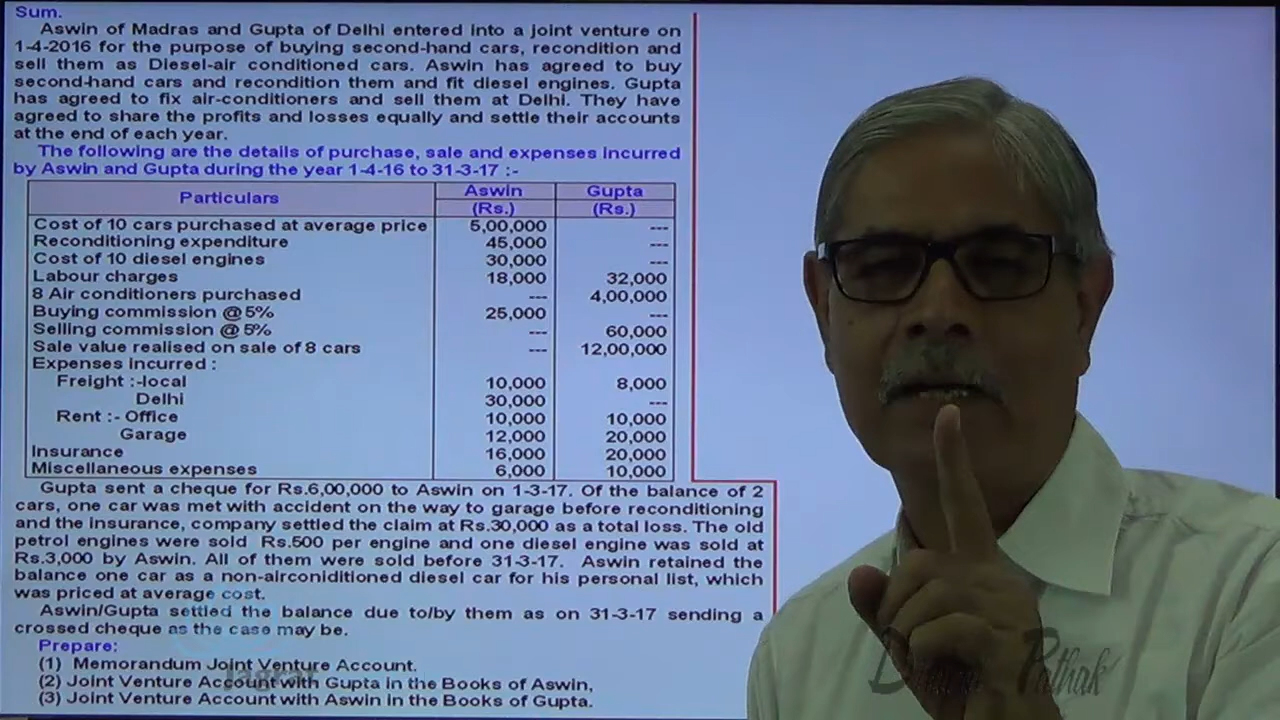 Sum.
Aswin of Madras and Gupta of Delhi entered into a joint venture on
1-4-2016 for the purpose of buying second-hand cars, recondition and
sell them as Diesel-air conditioned cars. Aswin has agreed to buy
second-hand cars and recondition them and fit diesel engines. Gupta
has agreed to fix air-conditioners and sell them at Delhi. They have
agreed to share the profits and losses equally and settle their accounts
at the end of each year.
The following are the details of purchase, sale and expenses incurred
by Aswin and Gupta during the year 1-4-16 to 31-3-17 :-
Particulars Aswin (Rs.) Gupta (Rs.)
Cost of 10 cars purchased at average price 5,00,000 ---
Reconditioning expenditure 45,000 ---
Cost of 10 diesel engines 30,000 ---
Labour charges 18,000 32,000
8 Air conditioners purchased --- 4,00,000
Buying commission @ 5% 25,000 ---
Selling commission @ 5% --- 60,000
Sale value realised on sale of 8 cars --- 12,00,000
Expenses incurred :
Freight :-local 10,000 8,000
Delhi 30,000 ---
Rent :- Office 10,000 10,000
Garage 12,000 20,000
Insurance 16,000 20,000
Miscellaneous expenses 6,000 10,000
Gupta sent a cheque for Rs.6,00,000 to Aswin on 1-3-17. Of the balance of 2
cars, one car was met with accident on the way to garage before reconditioning
and the insurance, company settled the claim at Rs.30,000 as a total loss. The old
petrol engines were sold Rs.500 per engine and one diesel engine was sold at
Rs.3,000 by Aswin. All of them were sold before 31-3-17. Aswin retained the
balance one car as a non-airconiditioned diesel car for his personal list, which
was priced at average cost.
Aswin/Gupta settled the balance due to/by them as on 31-3-17 sending a
crossed cheque as the case may be.
Prepare:
(1) Memorandum Joint Venture Account.
(2) Joint Venture Account with Gupta in the Books of Aswin,
(3) Joint Venture Account with Aswin in the Books of Gupta.
Pathak